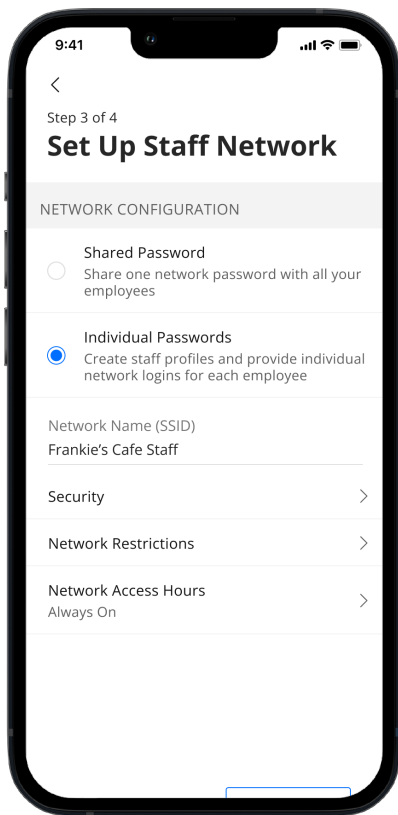 9:41
Step 3 of 4
Set Up Staff Network
NETWORK CONFIGURATION
Shared Password
Share one network password with all your
employees
Individual Passwords
Create staff profiles and provide individual
network logins for each employee
Network Name (SSID)
Frankie’s Cafe Staff
Security
Network Restrictions
Network Access Hours
Always On